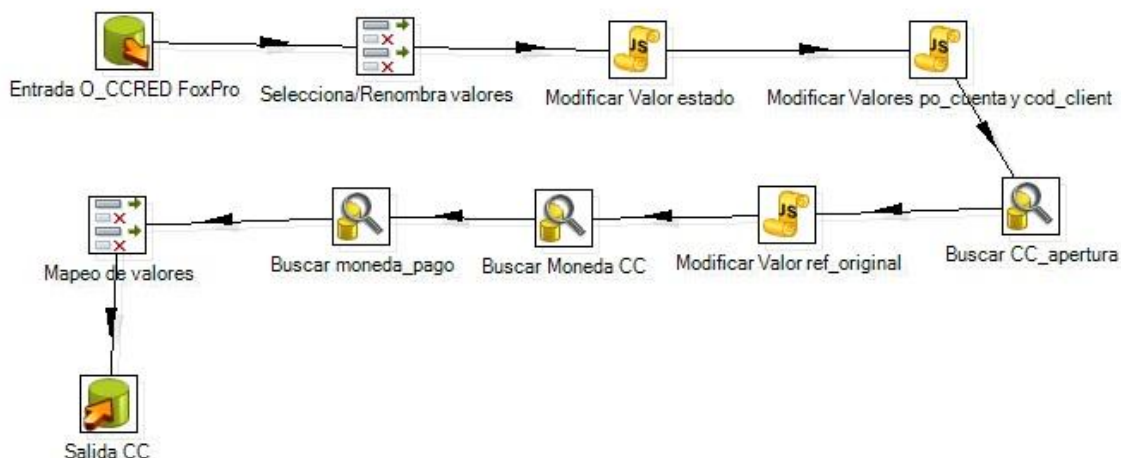 Entrada O_CCRED FoxPro
Selecciona/Renombra valores
Modificar Valor estado
Modificar Valores po_cuenta y cod_client
Mapeo de valores
Buscar moneda_pago
Buscar Moneda CC
Modificar Valor ref_original
Buscar CC_apertura
Salida CC